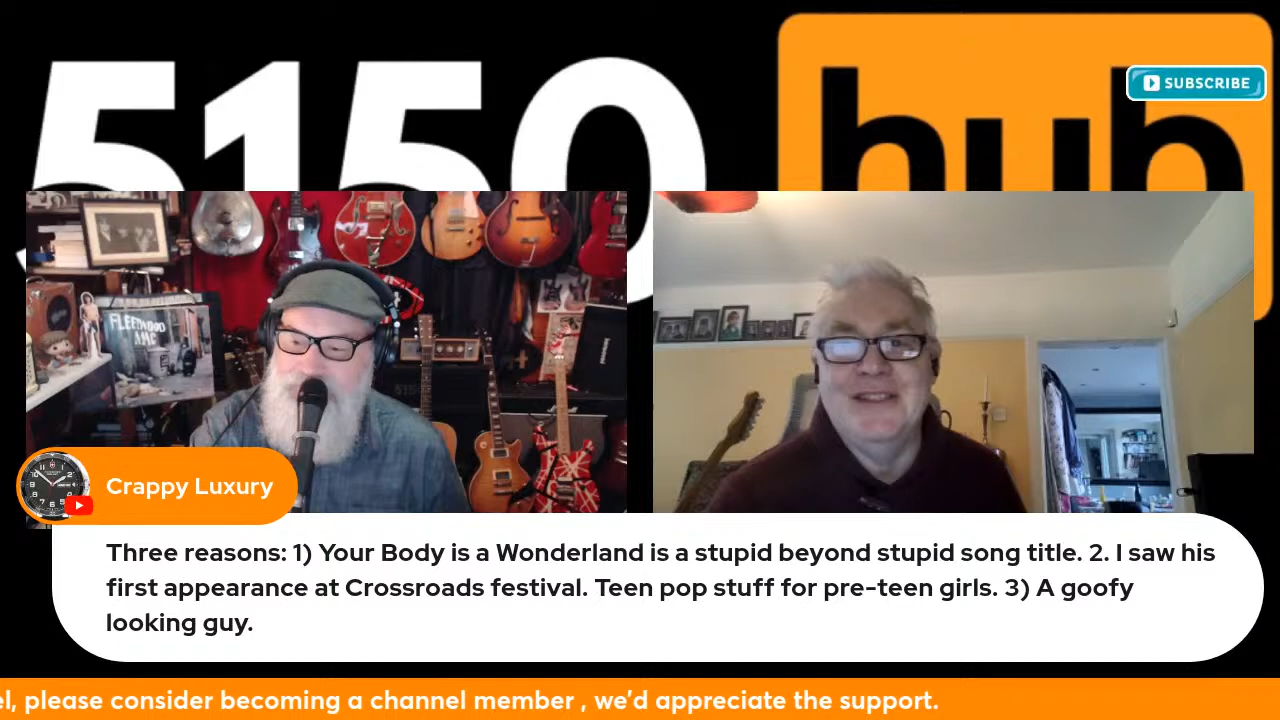 5150 hub
SUBSCRIBE
FLEETWOOD
MAC
Crappy Luxury
Three reasons: 1) Your Body is a Wonderland is a stupid beyond stupid song title. 2. I saw his
first appearance at Crossroads festival. Teen pop stuff for pre-teen girls. 3) A goofy
looking guy.
el, please consider becoming a channel member , we'd appreciate the support.